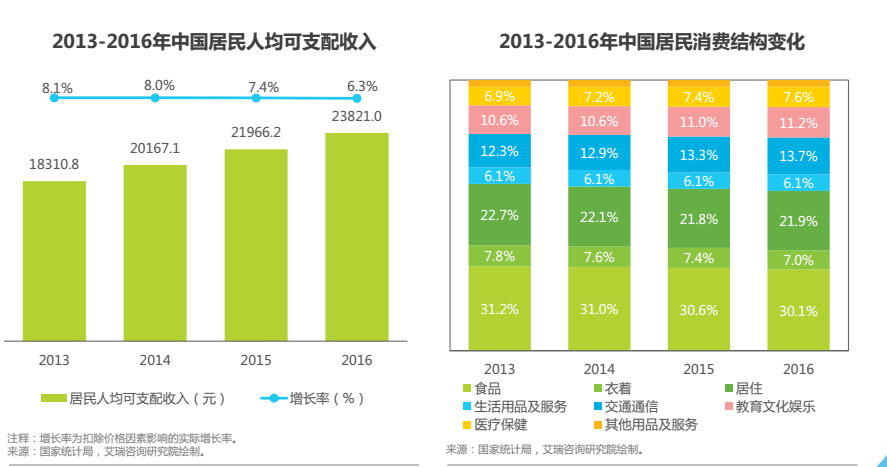 2013-2016年中国居民人均可支配收入
8.1% 8.0% 7.4% 6.3%
18310.8 20167.1 21966.2 23821.0
2013 2014 2015 2016
居民人均可支配收入（元） 增长率（%）
注释：增长率为扣除价格因素影响的实际增长率。
来源：国家统计局，艾瑞咨询研究院绘制。
2013-2016年中国居民消费结构变化
6.9% 7.2% 7.4% 7.6%
10.6% 10.6% 11.0% 11.2%
12.3% 12.9% 13.3% 13.7%
6.1% 6.1% 6.1% 6.1%
22.7% 22.1% 21.8% 21.9%
7.8% 7.6% 7.4% 7.0%
31.2% 31.0% 30.6% 30.1%
2013 2014 2015 2016
食品 衣着 居住
生活用品及服务 交通通信 教育文化娱乐
医疗保健 其他用品及服务
来源：国家统计局，艾瑞咨询研究院绘制。